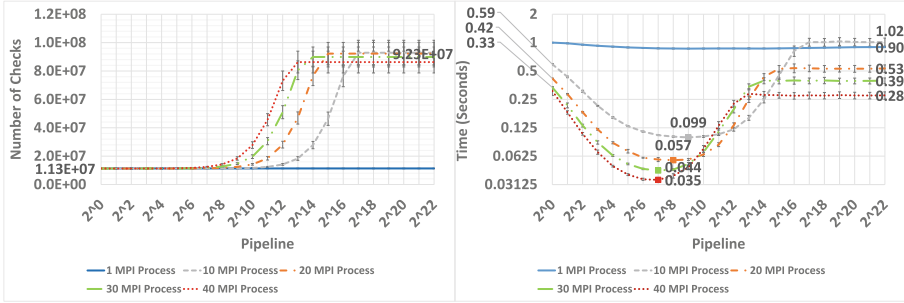 1.2E+08
1.0E+08
8.0E+07
6.0E+07
4.0E+07
2.0E+07
0.0E+00
Number of Checks
9.23E+07
1.13E+07
2^0 2^2 2^4 2^6 2^8 2^10 2^12 2^14 2^16 2^18 2^20 2^22
Pipeline
1 MPI Process 10 MPI Process 20 MPI Process
30 MPI Process 40 MPI Process
2
1
0.5
0.25
0.125
0.0625
0.03125
Time (Seconds)
0.59
0.42
0.33
0.099
0.057
0.044
0.035
1.02
0.90
0.53
0.39
0.28
2^0 2^2 2^4 2^6 2^8 2^10 2^12 2^14 2^16 2^18 2^20 2^22
Pipeline
1 MPI Process 10 MPI Process 20 MPI Process
30 MPI Process 40 MPI Process